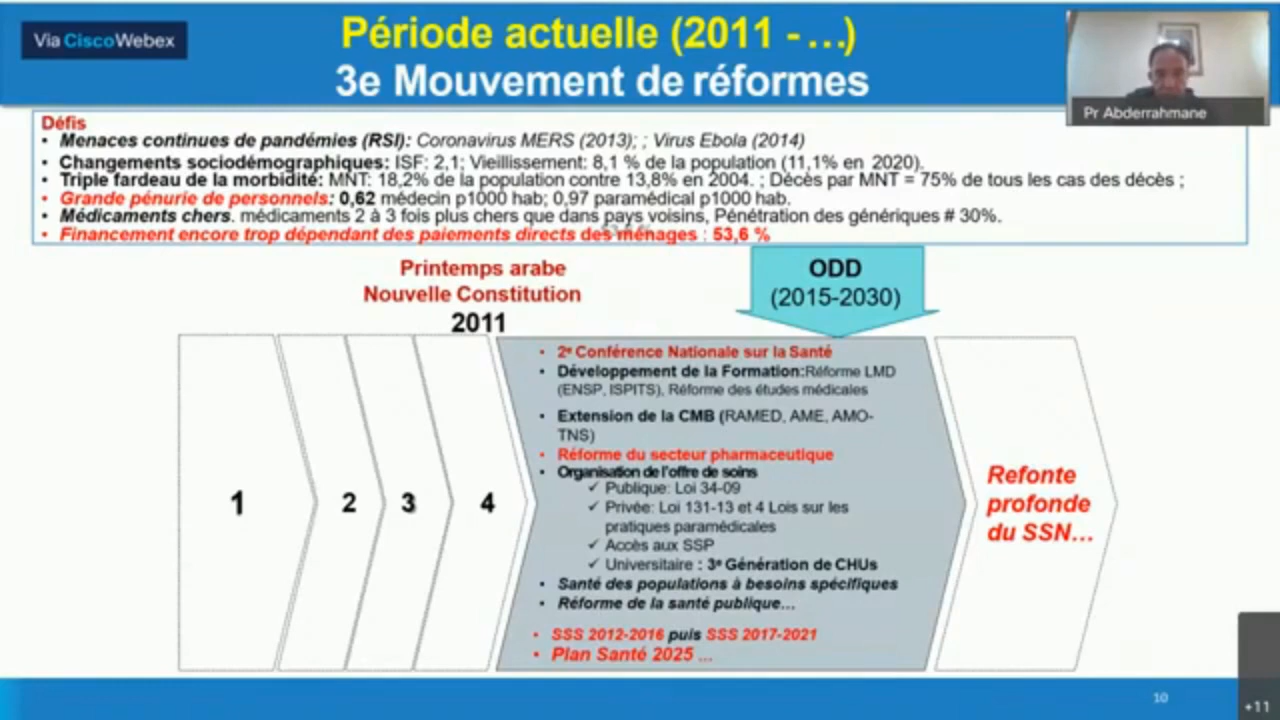 Via CiscoWebex
Période actuelle (2011 - …)
3e Mouvement de réformes
Pr Abderrahmane
Défis
• Menaces continues de pandémies (RSI): Coronavirus MERS (2013); ; Virus Ebola (2014)
• Changements sociodémographiques: ISF: 2,1; Vieillissement: 8,1 % de la population (11,1% en 2020).
• Triple fardeau de la morbidité: MNT: 18,2% de la population contre 13,8% en 2004. ; Décès par MNT = 75% de tous les cas des décès ;
• Grande pénurie de personnels: 0,62 médecin p1000 hab; 0,97 paramédical p1000 hab.
• Médicaments chers. médicaments 2 à 3 fois plus chers que dans pays voisins, Pénétration des génériques # 30%.
• Financement encore trop dépendant des paiements directs des ménages : 53,6 %
Printemps arabe
Nouvelle Constitution
2011
ODD
(2015-2030)
1
2
3
4
• 2e Conférence Nationale sur la Santé
• Développement de la Formation:Réforme LMD
(ENSP, ISPITS), Réforme des études médicales
• Extension de la CMB (RAMED, AME, AMO-
TNS)
• Réforme du secteur pharmaceutique
• Organisation de l'offre de soins
✓ Publique: Loi 34-09
✓ Privée: Loi 131-13 et 4 Lois sur les
pratiques paramédicales
✓ Accès aux SSP
✓ Universitaire : 3e Génération de CHUs
• Santé des populations à besoins spécifiques
• Réforme de la santé publique…
• SSS 2012-2016 puis SSS 2017-2021
• Plan Santé 2025 …
Refonte
profonde
du SSN…
10
+11